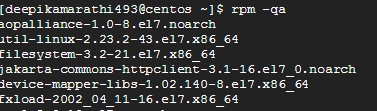 [deepikamarathi493@centos ~]$ rpm -qa
aopalliance-1.0-8.el7.noarch
util-linux-2.23.2-43.el7.x86_64
filesystem-3.2-21.el7.x86_64
jakarta-commons-httpclient-3.1-16.el7_0.noarch
device-mapper-libs-1.02.140-8.el7.x86_64
fxload-2002_04_11-16.el7.x86_64